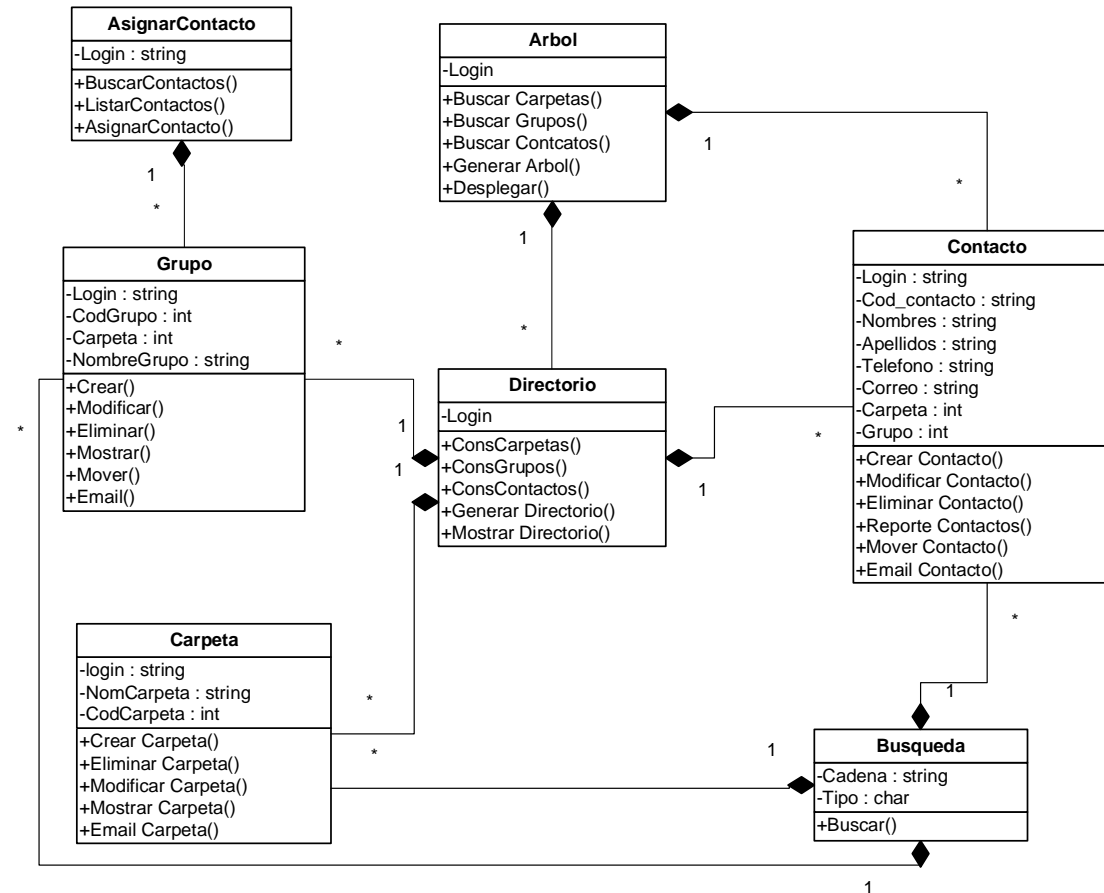 AsignarContacto
-Login : string
+BuscarContactos()
+ListarContactos()
+AsignarContacto()
1
*
Arbol
-Login
+Buscar Carpetas()
+Buscar Grupos()
+Buscar Contcatos()
+Generar Arbol()
+Desplegar()
1
*
1
*
Grupo
-Login : string
-CodGrupo : int
-Carpeta : int
-NombreGrupo : string
+Crear()
+Modificar()
+Eliminar()
+Mostrar()
+Mover()
+Email()
*
*
1
1
Directorio
-Login
+ConsCarpetas()
+ConsGrupos()
+ConsContactos()
+Generar Directorio()
+Mostrar Directorio()
1
*
Contacto
-Login : string
-Cod_contacto : string
-Nombres : string
-Apellidos : string
-Telefono : string
-Correo : string
-Carpeta : int
-Grupo : int
+Crear Contacto()
+Modificar Contacto()
+Eliminar Contacto()
+Reporte Contactos()
+Mover Contacto()
+Email Contacto()
*
1
Carpeta
-login : string
-NomCarpeta : string
-CodCarpeta : int
+Crear Carpeta()
+Eliminar Carpeta()
+Modificar Carpeta()
+Mostrar Carpeta()
+Email Carpeta()
*
*
1
Busqueda
-Cadena : string
-Tipo : char
+Buscar()
1